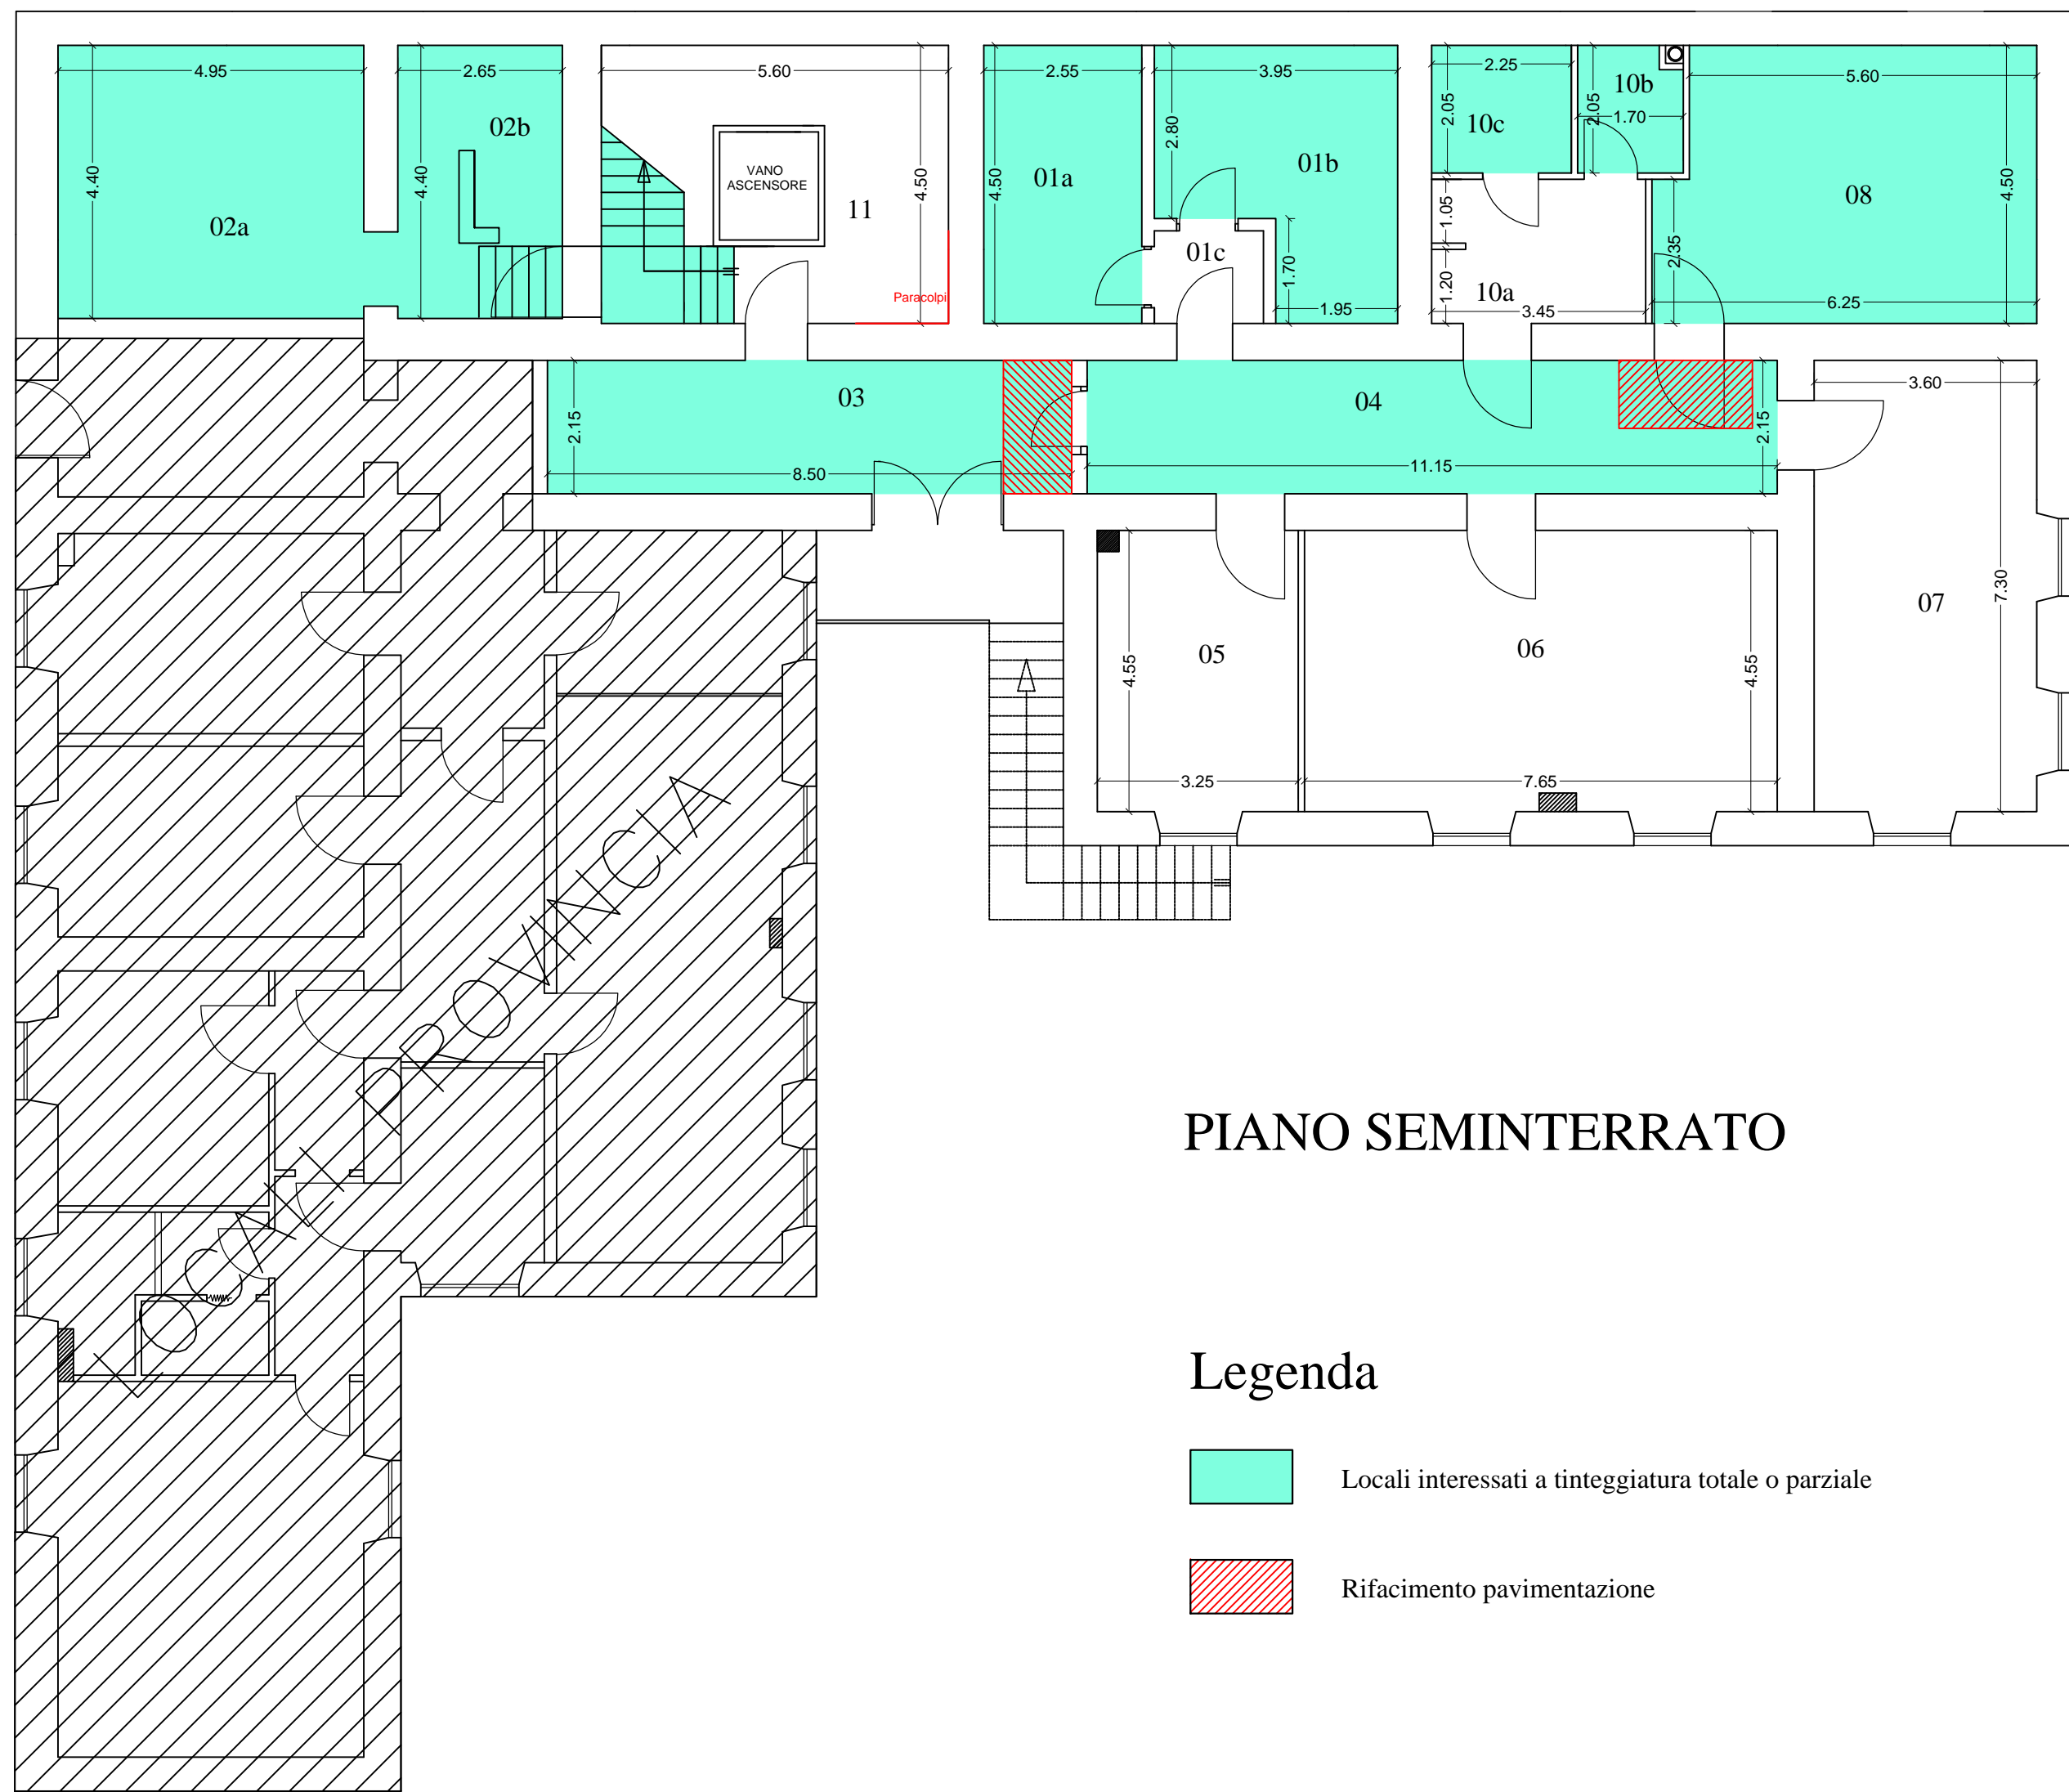 4.95
2.65
5.60
2.55
3.95
2.25
1.70
5.60
4.40
02a
4.40
02b
VANO
ASCENSORE
11
4.50
Paracolpi
4.50
01a
2.80
01b
01c
1.70
1.95
2.05
10c
2.05
10b
1.05
1.20
10a
3.45
2.35
08
4.50
6.25
2.15
03
8.50
04
11.15
2.15
3.60
7.30
07
4.55
05
3.25
06
4.55
7.65
LOCALI PROVINCIA
PIANO SEMINTERRATO
Legenda
Locali interessati a tinteggiatura totale o parziale
Rifacimento pavimentazione